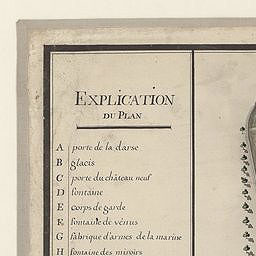 EXPLICATION
DU PLAN
A porte de la darse
B glacis
C porte du château neuf
D fontaine
E corps de garde
F fontaine de vénus
G fabrique d'armes de la marine
H fontaine des miroirs